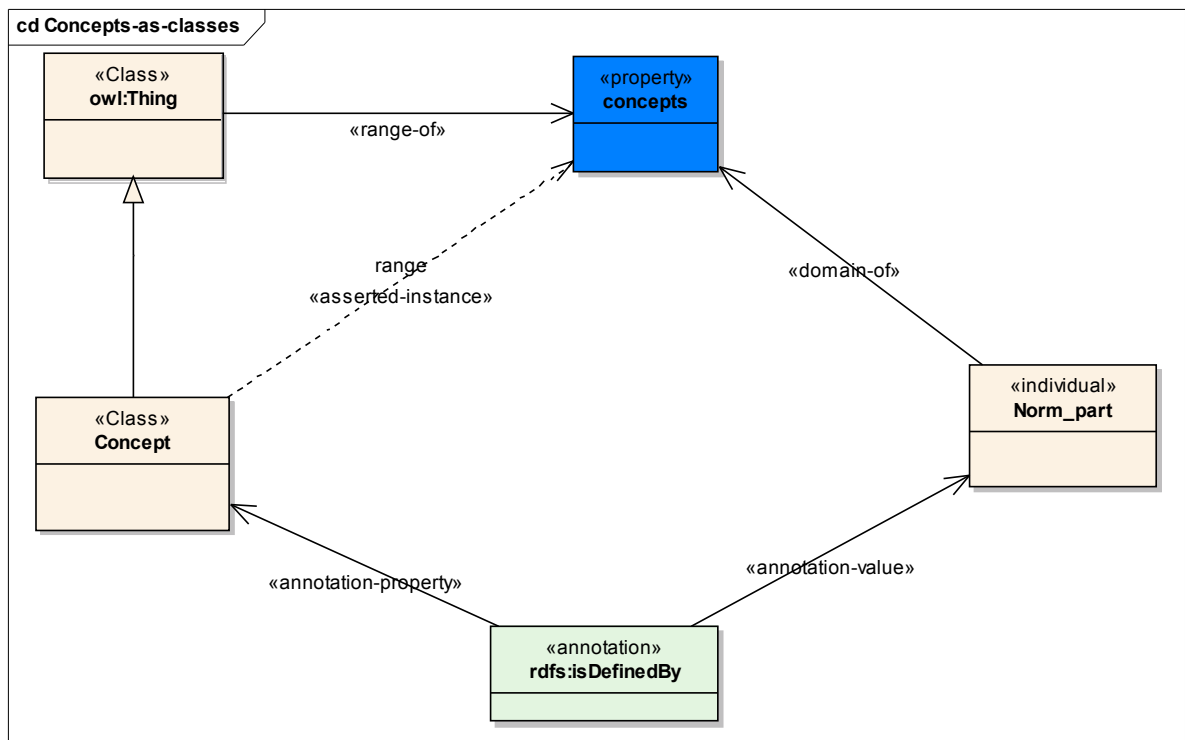 cd Concepts-as-classes
«Class»
owl:Thing
«property»
concepts
«range-of»
range
«asserted-instance»
«domain-of»
«Class»
Concept
«individual»
Norm_part
«annotation-property»
«annotation-value»
«annotation»
rdfs:isDefinedBy